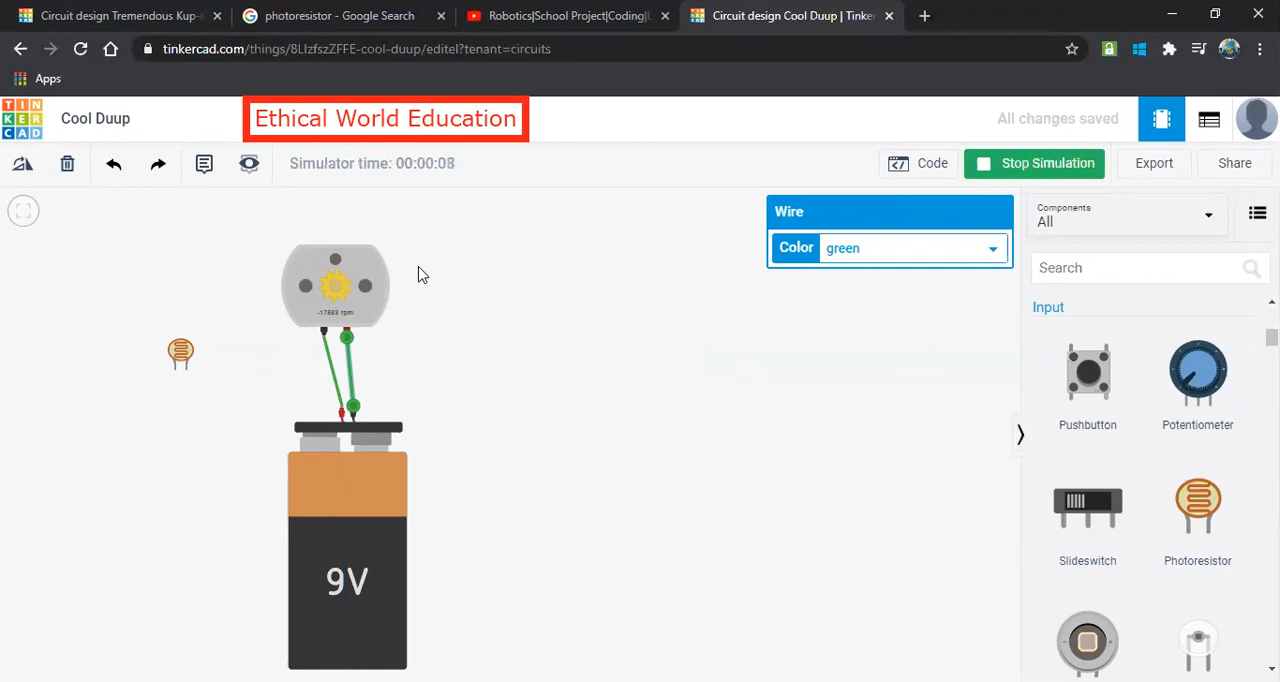 Circuit design Tremendous Kup-
photoresistor - Google Search
Robotics|School Project|Coding|
Circuit design Cool Duup | Tinker
tinkercad.com/things/8LIzfszZFFE-cool-duup/editel?tenant=circuits
Apps
TIN
KER
CAD
Cool Duup
Ethical World Education
All changes saved
Simulator time: 00:00:08
Code
Stop Simulation
Export
Share
Wire
Color
green
Components
All
Search
Input
Pushbutton
Potentiometer
Slideswitch
Photoresistor
-17688 rpm
9V